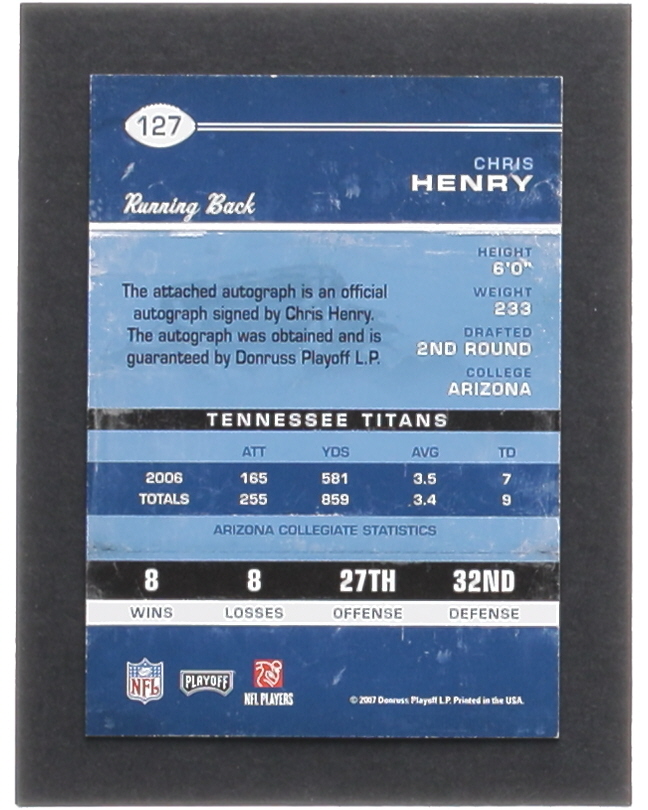 127
CHRIS
HENRY
Running Back
HEIGHT
6'0"
WEIGHT
233
DRAFTED
2ND ROUND
COLLEGE
ARIZONA
The attached autograph is an official
autograph signed by Chris Henry.
The autograph was obtained and is
guaranteed by Donruss Playoff L.P.
TENNESSEE TITANS
ATT YDS AVG TD
2006 165 581 3.5 7
TOTALS 255 859 3.4 9
ARIZONA COLLEGIATE STATISTICS
8 8 27TH 32ND
WINS LOSSES OFFENSE DEFENSE
NFL
PLAYOFF
NFL PLAYERS
© 2007 Donruss Playoff L.P. Printed in the USA.